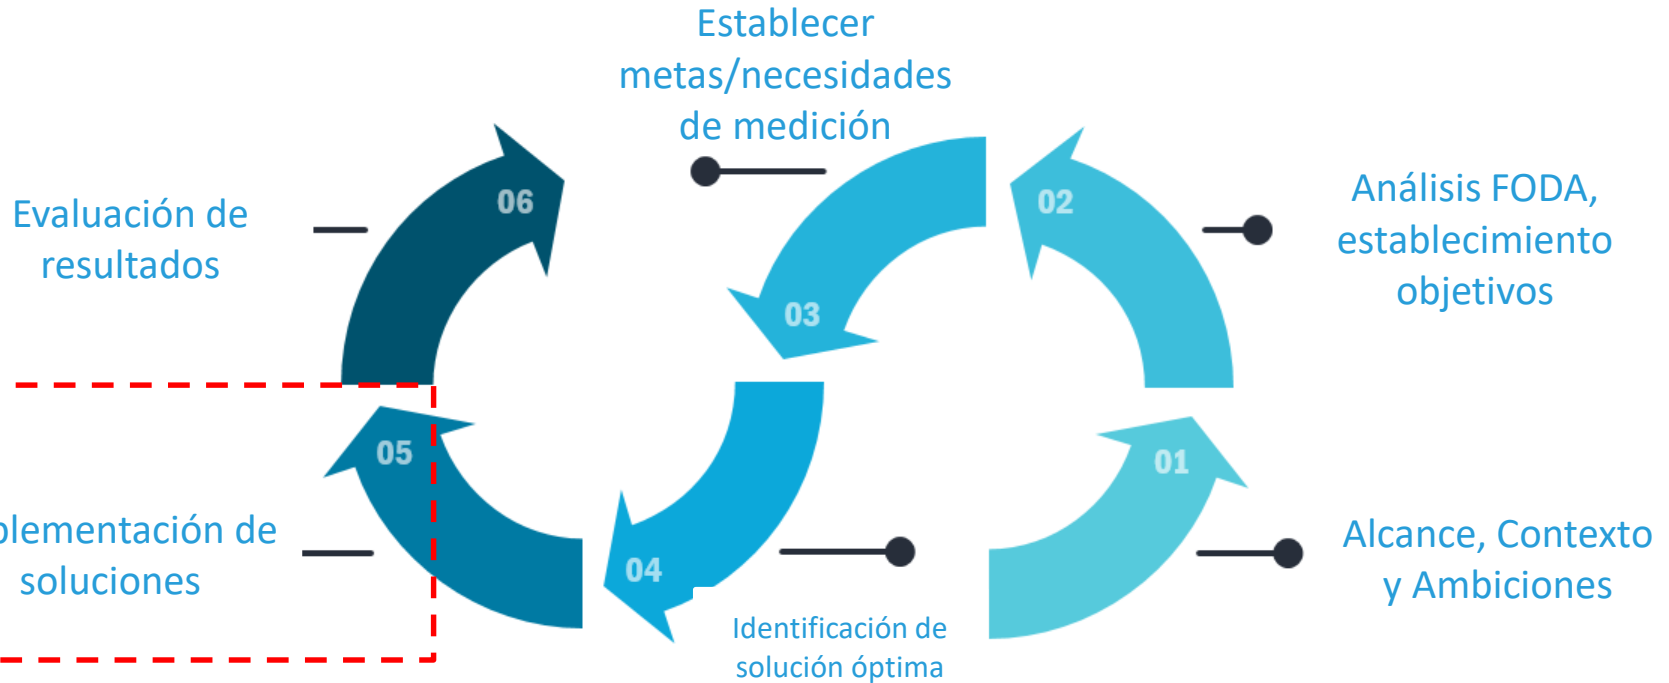 Establecer
metas/necesidades
de medición
06
02
Evaluación de
resultados
Análisis FODA,
establecimiento
objetivos
03
05
01
plementación de
soluciones
04
Alcance, Contexto
y Ambiciones
Identificación de
solución óptima